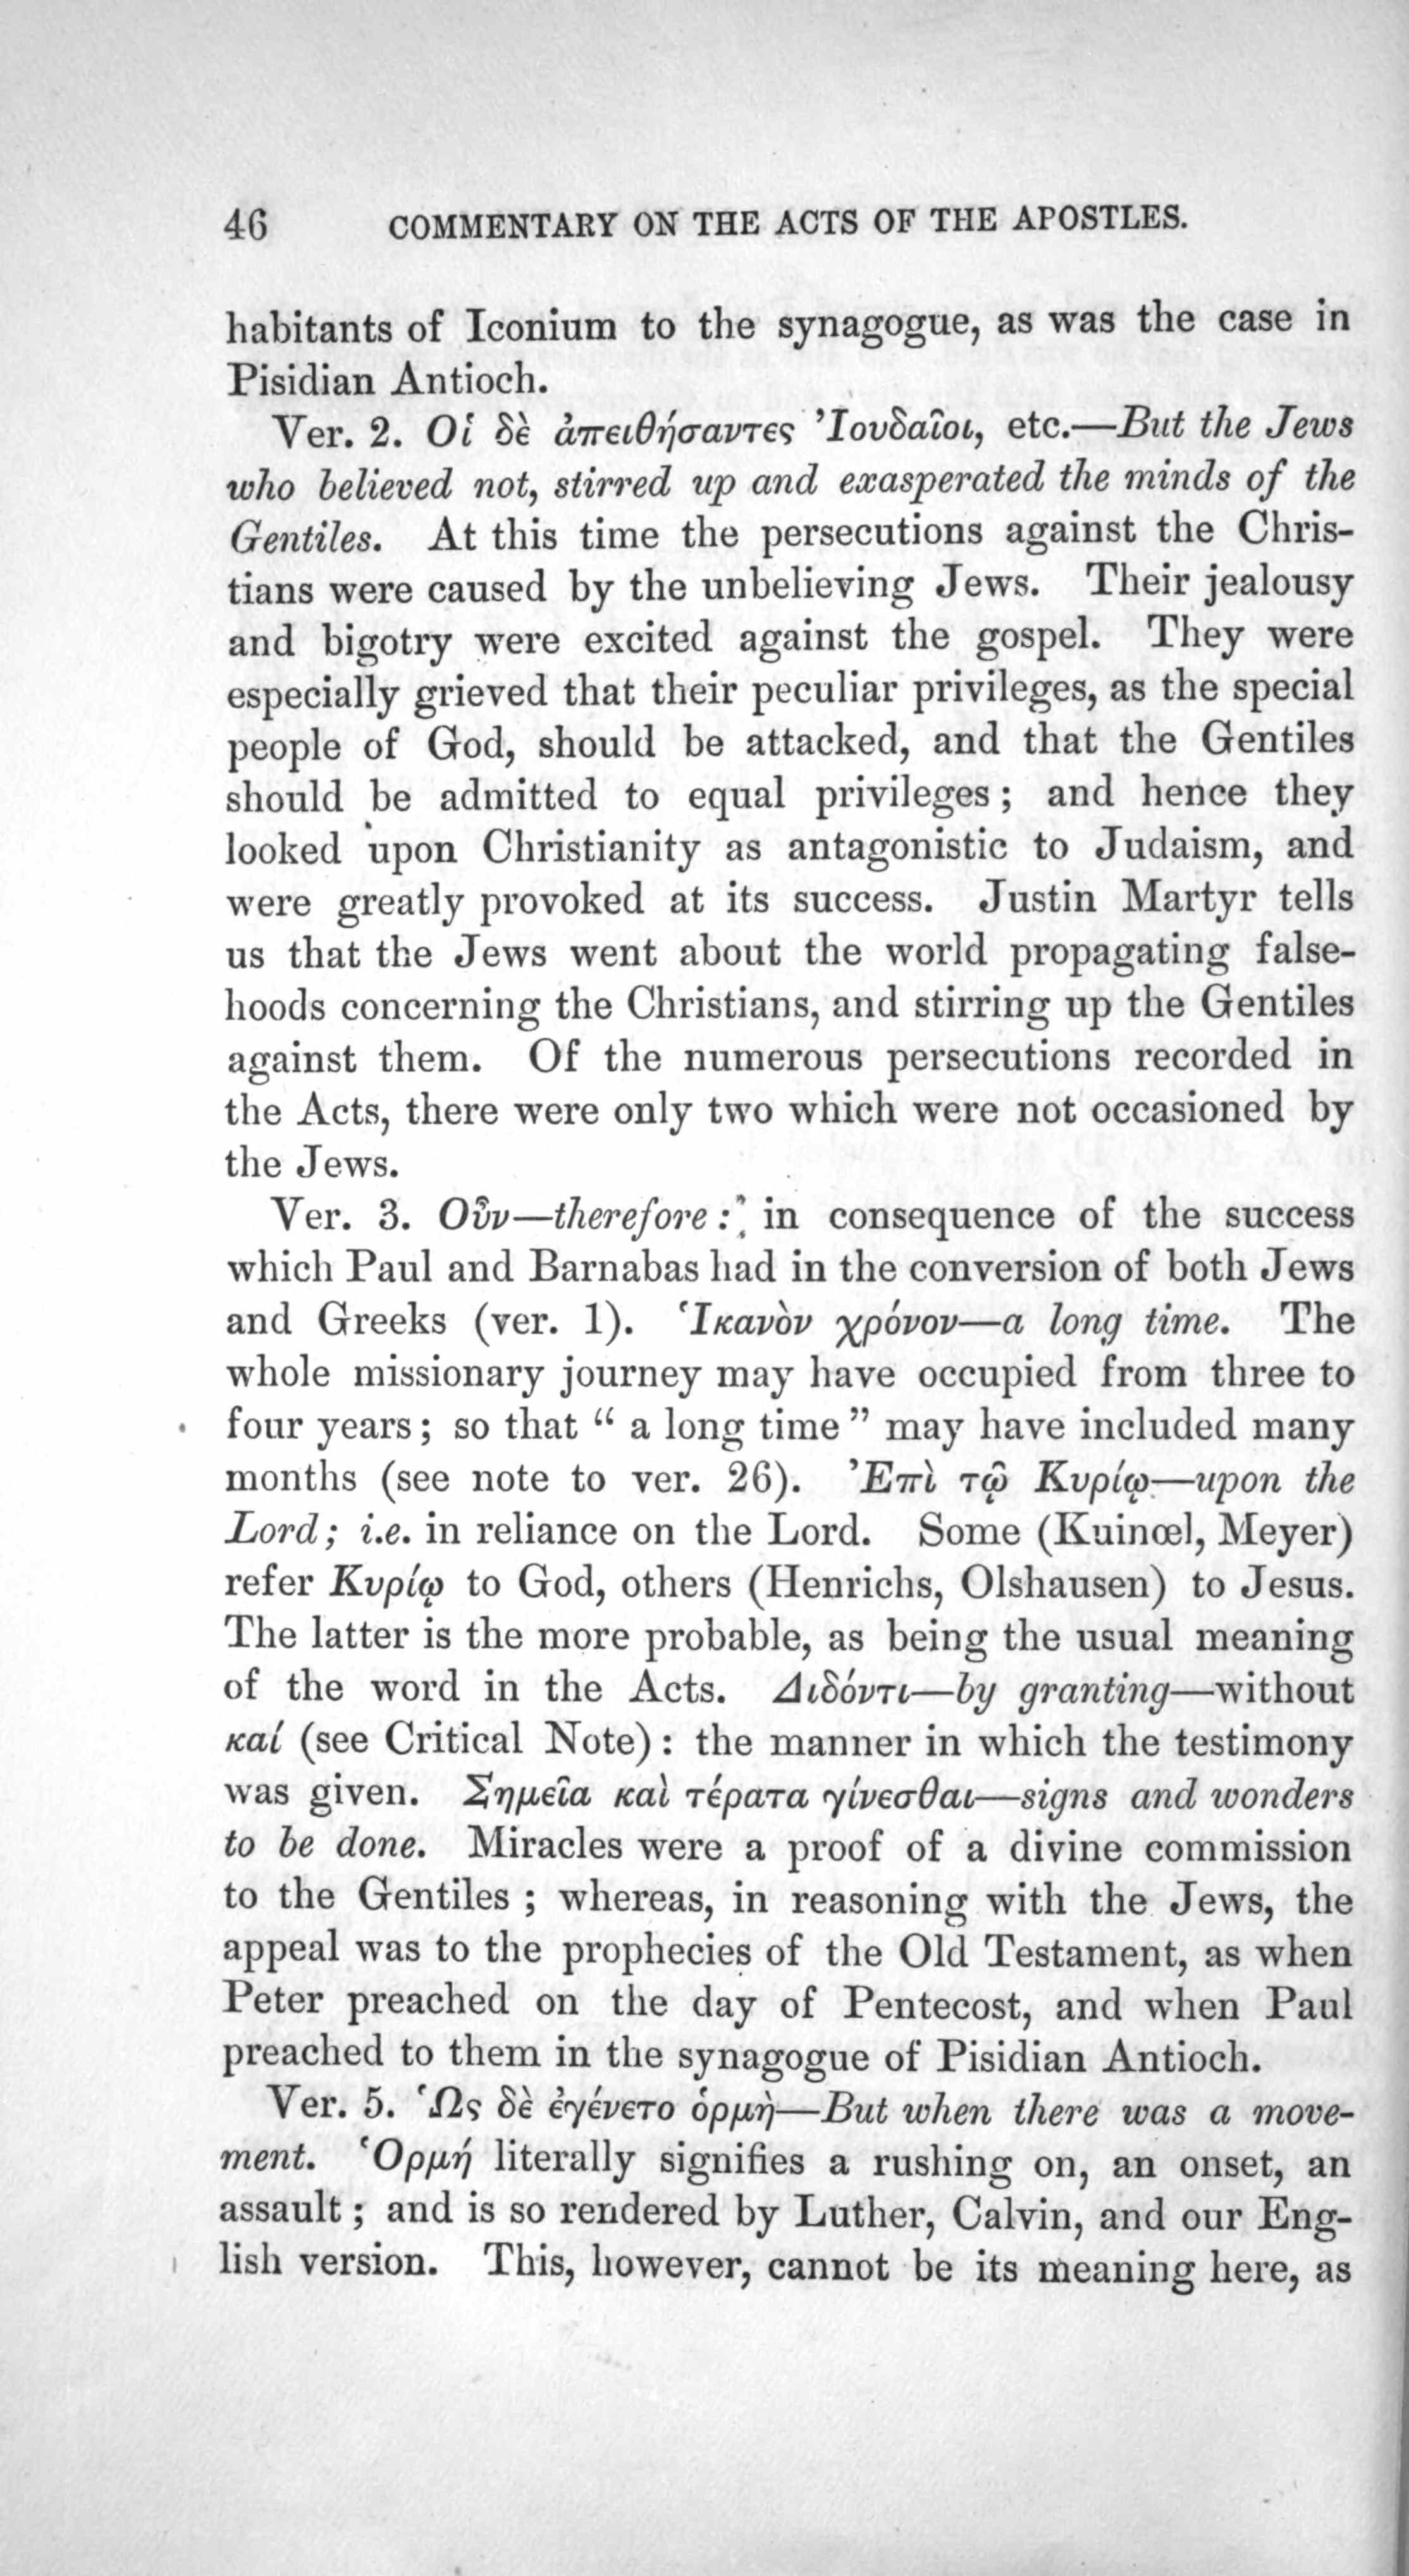 46 COMMENTARY ON THE ACTS OF THE APOSTLES.
habitants of Iconium to the synagogue, as was the case in
Pisidian Antioch.
Ver. 2. Οἱ δὲ ἀπειθήσαντες Ἰουδαῖοι, etc.—But the Jews
who believed not, stirred up and exasperated the minds of the
Gentiles. At this time the persecutions against the Chris-
tians were caused by the unbelieving Jews. Their jealousy
and bigotry were excited against the gospel. They were
especially grieved that their peculiar privileges, as the special
people of God, should be attacked, and that the Gentiles
should be admitted to equal privileges; and hence they
looked upon Christianity as antagonistic to Judaism, and
were greatly provoked at its success. Justin Martyr tells
us that the Jews went about the world propagating false-
hoods concerning the Christians, and stirring up the Gentiles
against them. Of the numerous persecutions recorded in
the Acts, there were only two which were not occasioned by
the Jews.
Ver. 3. Οὖν—therefore: in consequence of the success
which Paul and Barnabas had in the conversion of both Jews
and Greeks (ver. 1). Ἱκανὸν χρόνον—a long time. The
whole missionary journey may have occupied from three to
four years; so that “a long time” may have included many
months (see note to ver. 26). Ἐπὶ τῷ Κυρίῳ—upon the
Lord; i.e. in reliance on the Lord. Some (Kuinœl, Meyer)
refer Κυρίῳ to God, others (Henrichs, Olshausen) to Jesus.
The latter is the more probable, as being the usual meaning
of the word in the Acts. Διδόντι—by granting—without
καί (see Critical Note): the manner in which the testimony
was given. Σημεῖα καὶ τέρατα γίνεσθαι—signs and wonders
to be done. Miracles were a proof of a divine commission
to the Gentiles; whereas, in reasoning with the Jews, the
appeal was to the prophecies of the Old Testament, as when
Peter preached on the day of Pentecost, and when Paul
preached to them in the synagogue of Pisidian Antioch.
Ver. 5. Ὡς δὲ ἐγένετο ὁρμὴ—But when there was a move-
ment. Ὁρμή literally signifies a rushing on, an onset, an
assault; and is so rendered by Luther, Calvin, and our Eng-
lish version. This, however, cannot be its meaning here, as